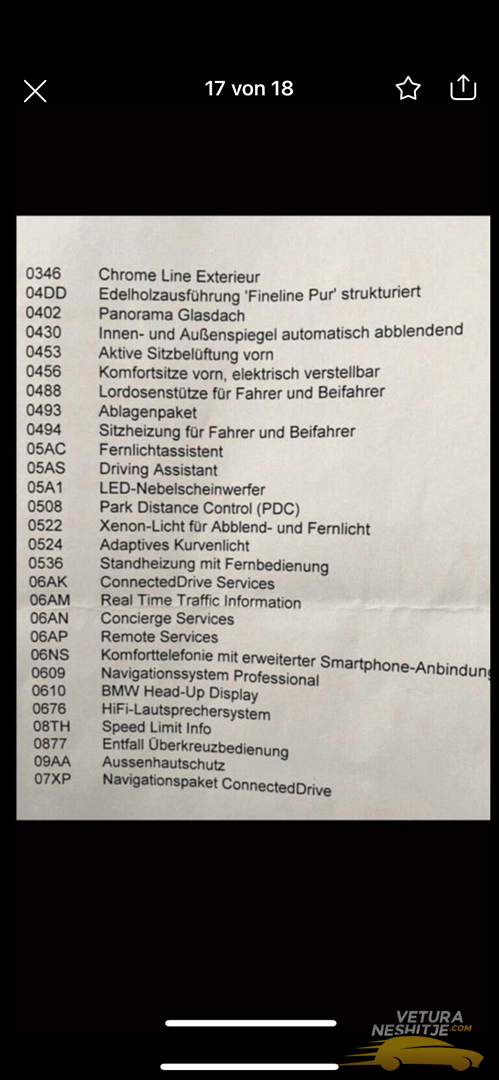 17 von 18
0346 Chrome Line Exterieur
04DD Edelholzausführung 'Fineline Pur' strukturiert
0402 Panorama Glasdach
0430 Innen- und Außenspiegel automatisch abblendend
0453 Aktive Sitzbelüftung vorn
0456 Komfortsitze vorn, elektrisch verstellbar
0488 Lordosenstütze für Fahrer und Beifahrer
0493 Ablagenpaket
0494 Sitzheizung für Fahrer und Beifahrer
05AC Fernlichtassistent
05AS Driving Assistant
05A1 LED-Nebelscheinwerfer
0508 Park Distance Control (PDC)
0522 Xenon-Licht für Abblend- und Fernlicht
0524 Adaptives Kurvenlicht
0536 Standheizung mit Fernbedienung
06AK ConnectedDrive Services
06AM Real Time Traffic Information
06AN Concierge Services
06AP Remote Services
06NS Komforttelefonie mit erweiterter Smartphone-Anbindung
0609 Navigationssystem Professional
0610 BMW Head-Up Display
0676 HiFi-Lautsprechersystem
08TH Speed Limit Info
0877 Entfall Überkreuzbedienung
09AA Aussenhautschutz
07XP Navigationspaket ConnectedDrive
VETURA
NESHITJE.COM